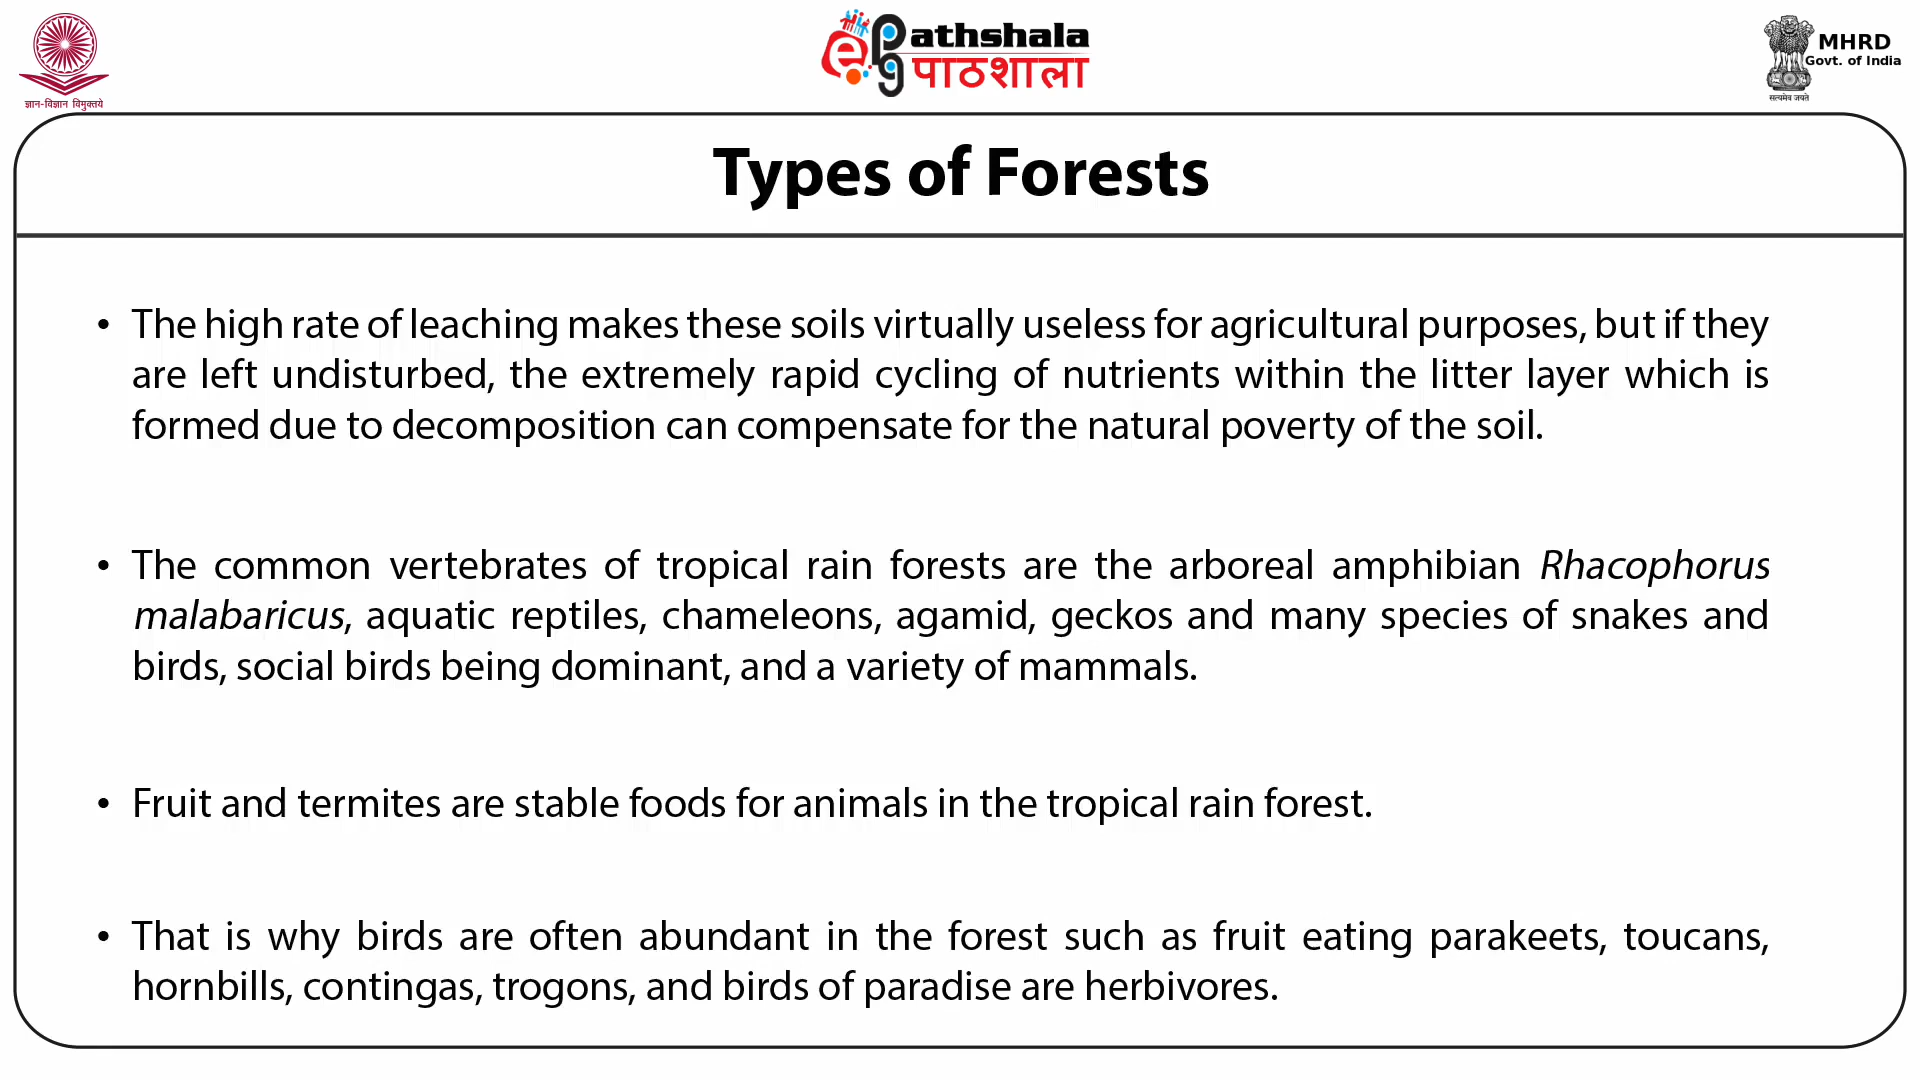 ज्ञान-विज्ञान विमुक्तये
ePathshala
पाठशाला
MHRD
Govt. of India
सत्यमेव जयते
Types of Forests
• The high rate of leaching makes these soils virtually useless for agricultural purposes, but if they
are left undisturbed, the extremely rapid cycling of nutrients within the litter layer which is
formed due to decomposition can compensate for the natural poverty of the soil.
• The common vertebrates of tropical rain forests are the arboreal amphibian Rhacophorus
malabaricus, aquatic reptiles, chameleons, agamid, geckos and many species of snakes and
birds, social birds being dominant, and a variety of mammals.
• Fruit and termites are stable foods for animals in the tropical rain forest.
• That is why birds are often abundant in the forest such as fruit eating parakeets, toucans,
hornbills, contingas, trogons, and birds of paradise are herbivores.